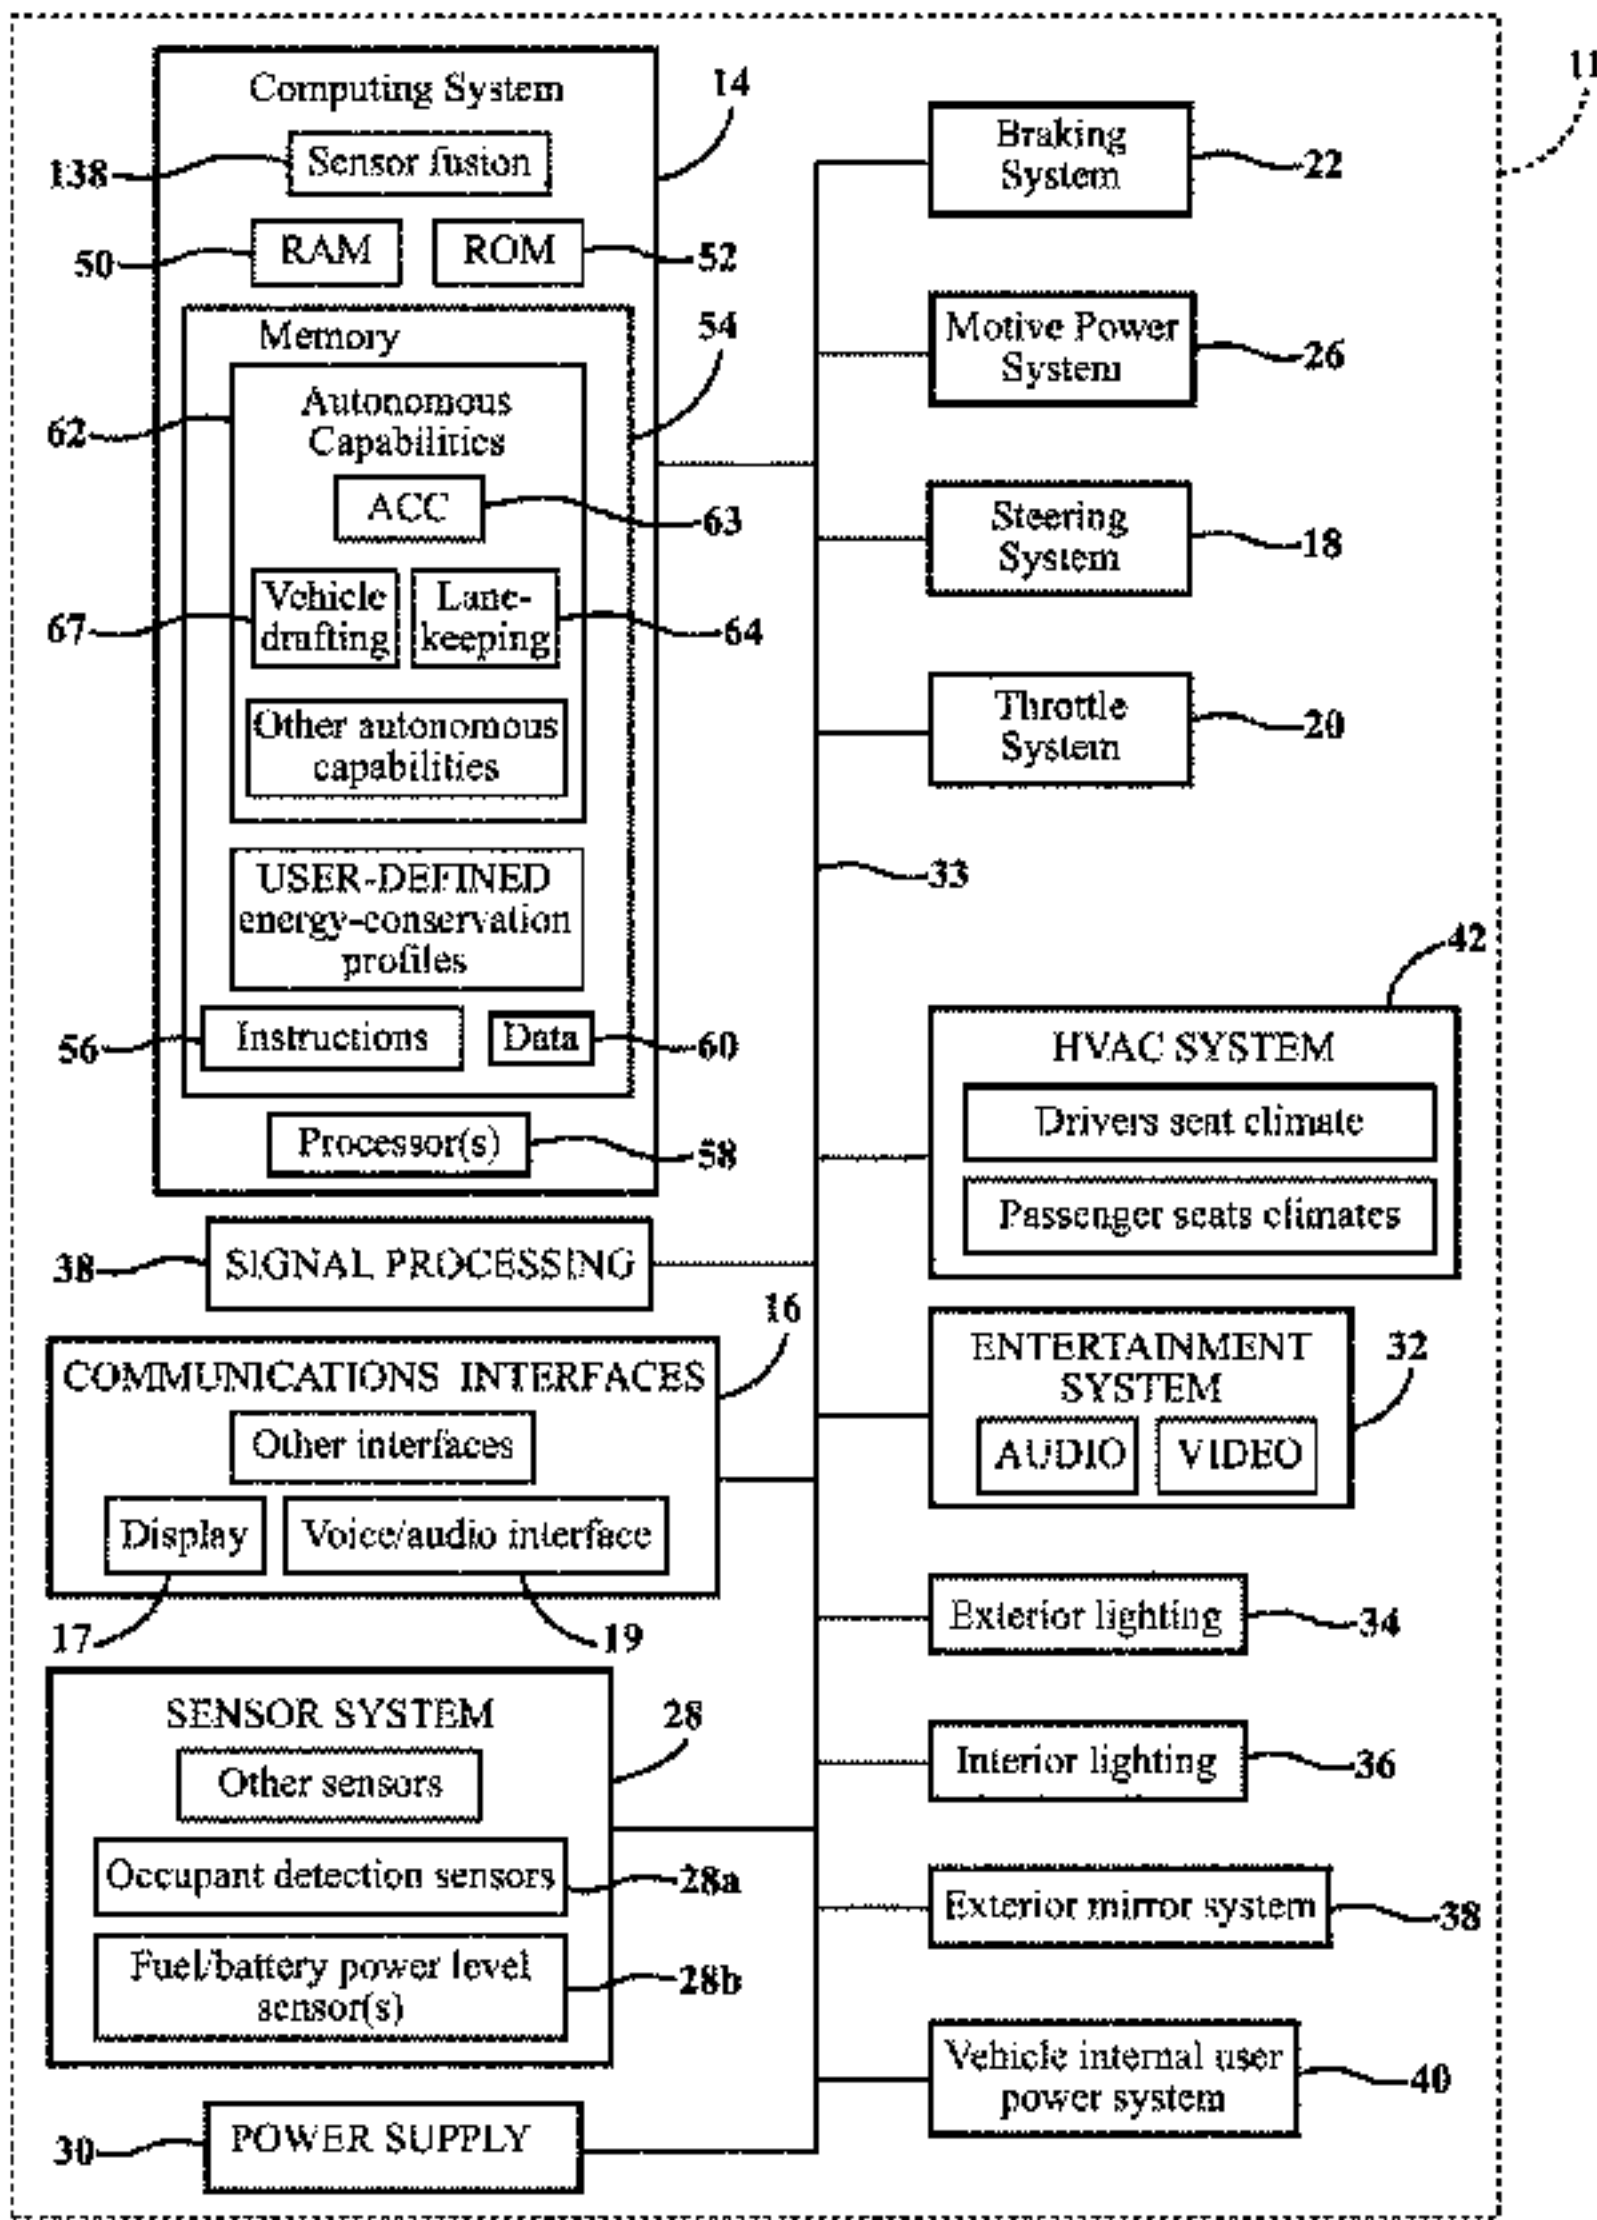 11
Computing System
14
138
Sensor fusion
50
RAM
ROM
52
Memory
54
62
Autonomous
Capabilities
ACC
63
67
Vehicle
drafting
Lane-
keeping
64
Other autonomous
capabilities
USER-DEFINED
energy-conservation
profiles
56
Instructions
Data
60
Processor(s)
58
38
SIGNAL PROCESSING
16
COMMUNICATIONS INTERFACES
Other interfaces
Display
Voice/audio interface
17
19
SENSOR SYSTEM
28
Other sensors
Occupant detection sensors
28a
Fuel/battery power level
sensor(s)
28b
30
POWER SUPPLY
Braking
System
22
Motive Power
System
26
Steering
System
18
Throttle
System
20
33
42
HVAC SYSTEM
Drivers seat climate
Passenger seats climates
ENTERTAINMENT
SYSTEM
32
AUDIO
VIDEO
Exterior lighting
34
Interior lighting
36
Exterior mirror system
38
Vehicle internal user
power system
40